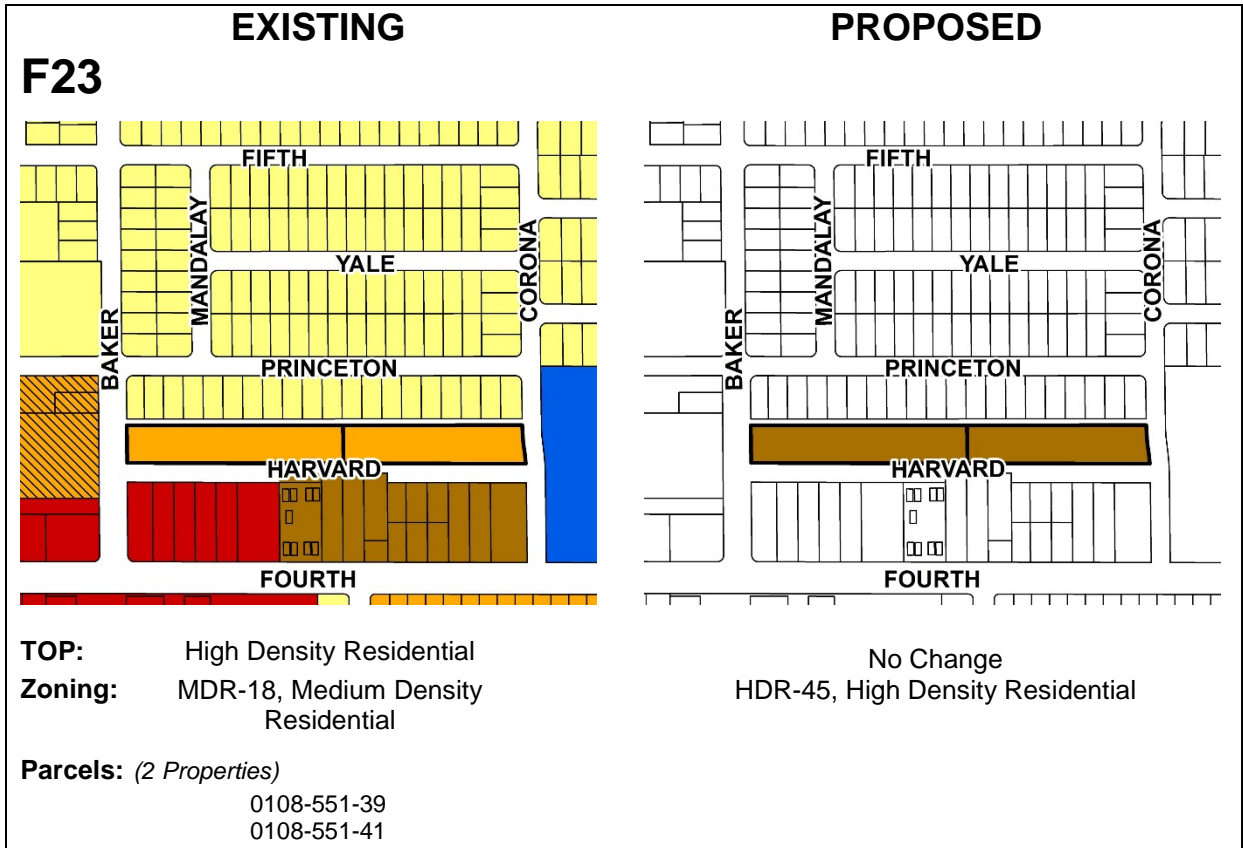 EXISTING
PROPOSED
F23
FIFTH
MANDALAY
YALE
CORONA
BAKER
PRINCETON
HARVARD
FOURTH
FIFTH
MANDALAY
YALE
CORONA
BAKER
PRINCETON
HARVARD
FOURTH
TOP: High Density Residential
Zoning: MDR-18, Medium Density
Residential
No Change
HDR-45, High Density Residential
Parcels: (2 Properties)
0108-551-39
0108-551-41